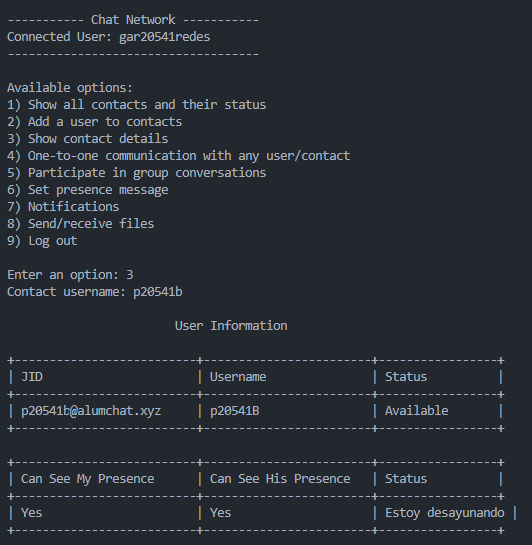 ----------- Chat Network -----------
Connected User: gar20541redes
------------------------------------
Available options:
1) Show all contacts and their status
2) Add a user to contacts
3) Show contact details
4) One-to-one communication with any user/contact
5) Participate in group conversations
6) Set presence message
7) Notifications
8) Send/receive files
9) Log out
Enter an option: 3
Contact username: p20541b
User Information
+--------------------------+------------------------+-----------------+
| JID | Username | Status |
+--------------------------+------------------------+-----------------+
| p20541b@alumchat.xyz | p20541B | Available |
+--------------------------+------------------------+-----------------+
+--------------------------+------------------------+-----------------+
| Can See My Presence | Can See His Presence | Status |
+--------------------------+------------------------+-----------------+
| Yes | Yes | Estoy desayunando |
+--------------------------+------------------------+-----------------+